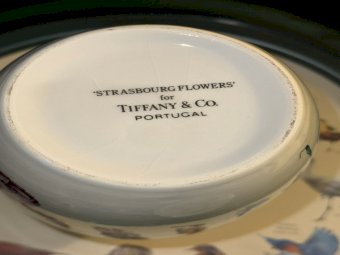 'STRASBOURG FLOWERS'
for
TIFFANY & CO.
PORTUGAL